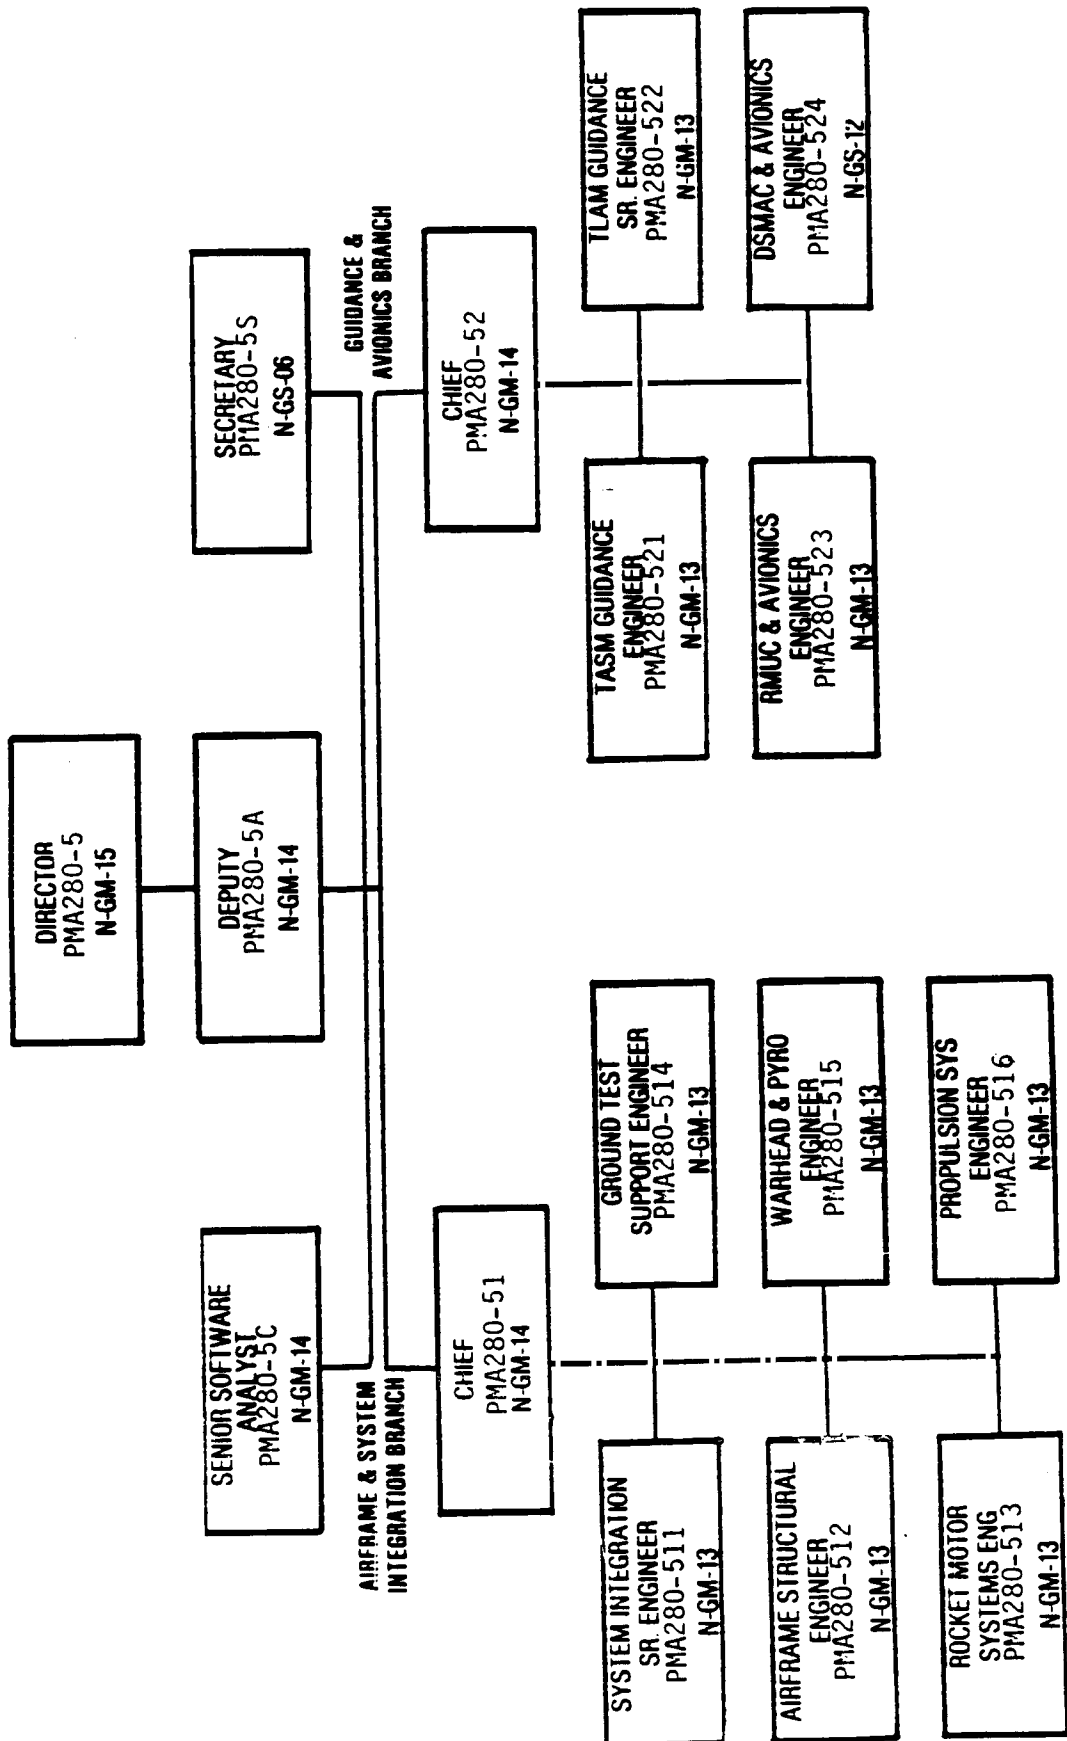 DIRECTOR
PMA280-5
N-GM-15
DEPUTY
PMA280-5A
N-GM-14
SENIOR SOFTWARE
ANALYST
PMA280-5C
N-GM-14
SECRETARY
PMA280-5S
N-GS-06
AIRFRAME & SYSTEM
INTEGRATION BRANCH
GUIDANCE &
AVIONICS BRANCH
CHIEF
PMA280-51
N-GM-14
CHIEF
PMA280-52
N-GM-14
SYSTEM INTEGRATION
SR. ENGINEER
PMA280-511
N-GM-13
GROUND TEST
SUPPORT ENGINEER
PMA280-514
N-GM-13
TASM GUIDANCE
ENGINEER
PMA280-521
N-GM-13
TLAM GUIDANCE
SR. ENGINEER
PMA280-522
N-GM-13
AIRFRAME STRUCTURAL
ENGINEER
PMA280-512
N-GM-13
WARHEAD & PYRO
ENGINEER
PMA280-515
N-GM-13
RMUC & AVIONICS
ENGINEER
PMA280-523
N-GM-13
DSMAC & AVIONICS
ENGINEER
PMA280-524
N-GS-12
ROCKET MOTOR
SYSTEMS ENG
PMA280-513
N-GM-13
PROPULSION SYS
ENGINEER
PMA280-516
N-GM-13